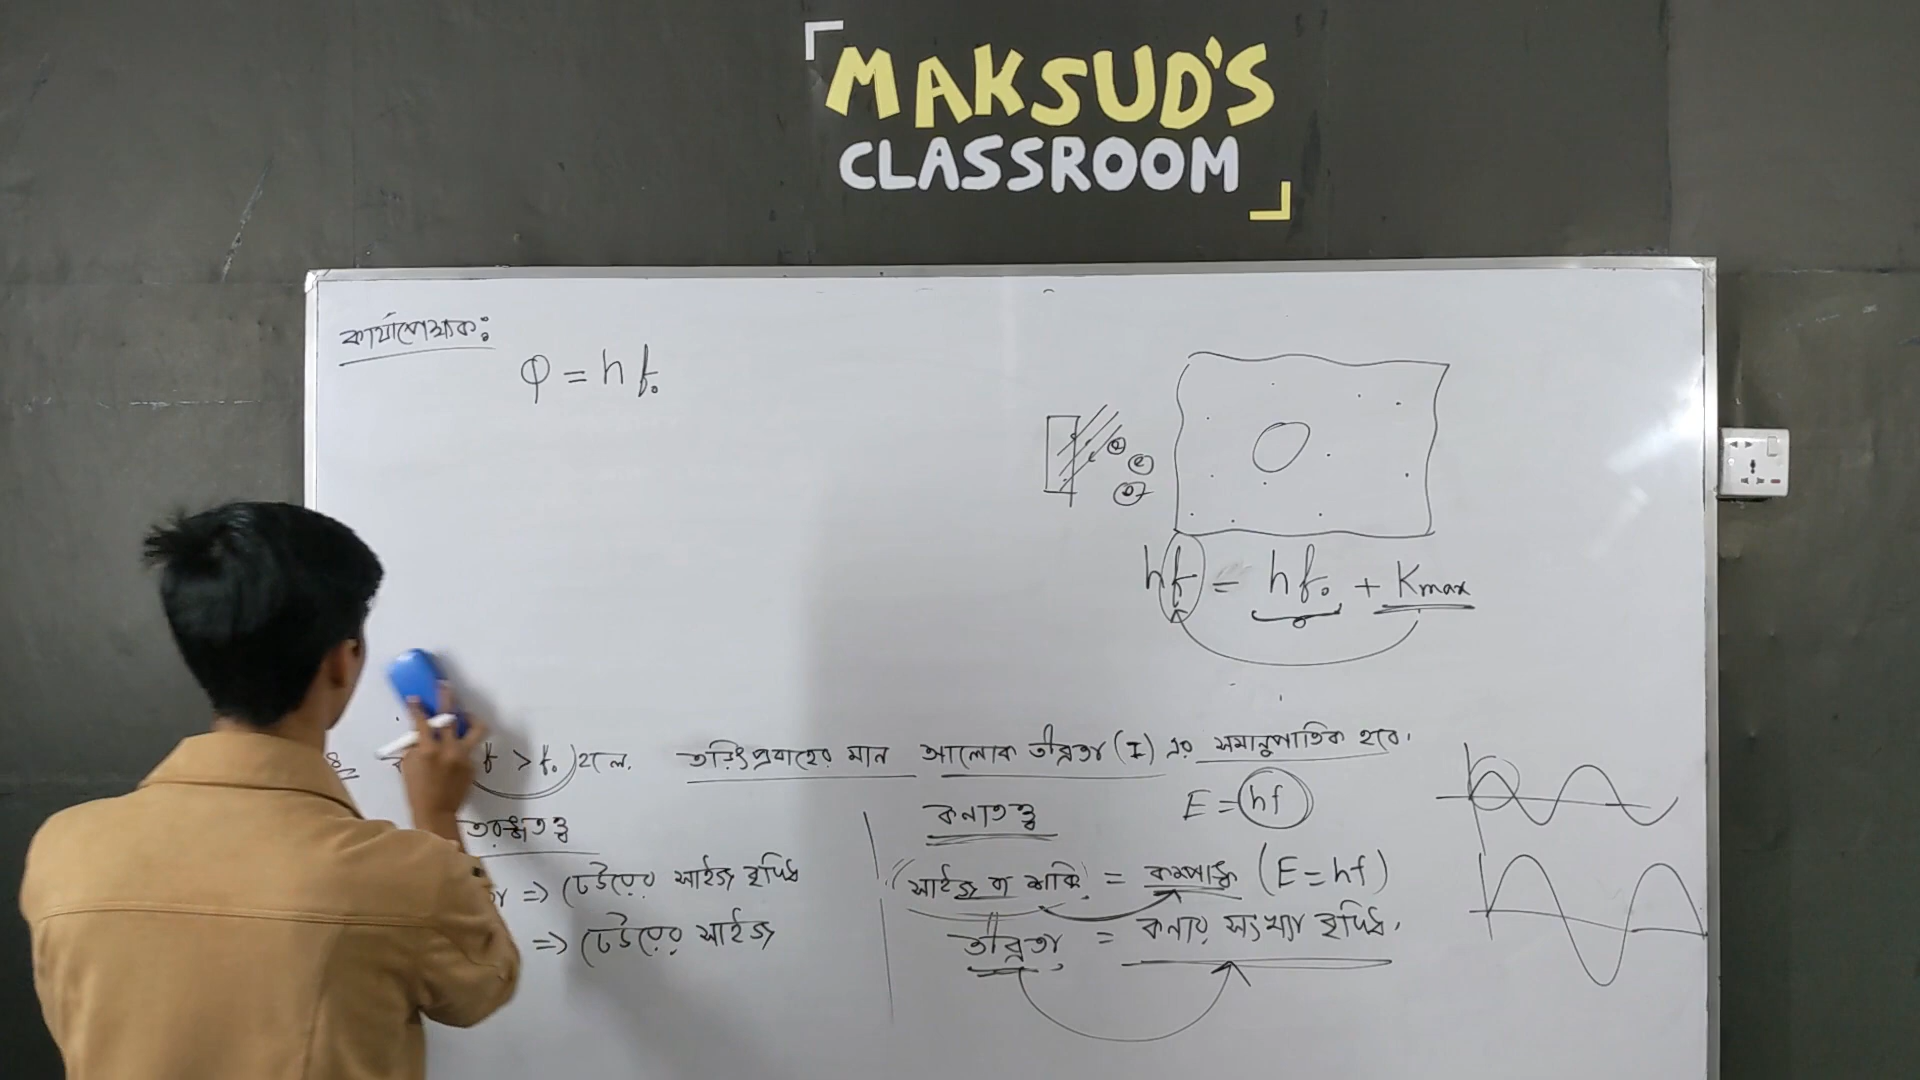 MAKSUD'S
CLASSROOM
কার্যাপেক্ষক:
φ = hf₀
hf = hf₀ + Kmax
f > f₀) হলে. তড়িৎপ্রবাহের মান আলোক তীব্রতা (I) এর সমানুপাতিক হবে।
তরঙ্গতত্ত্ব
=> ঢেউয়ের সাইজ বৃদ্ধি
=> ঢেউয়ের সাইজ
কনাতত্ত্ব
E = hf
সাইজ বা শক্তি = কম্পাঙ্ক (E = hf)
তীব্রতা = কনার সংখ্যা বৃদ্ধি.